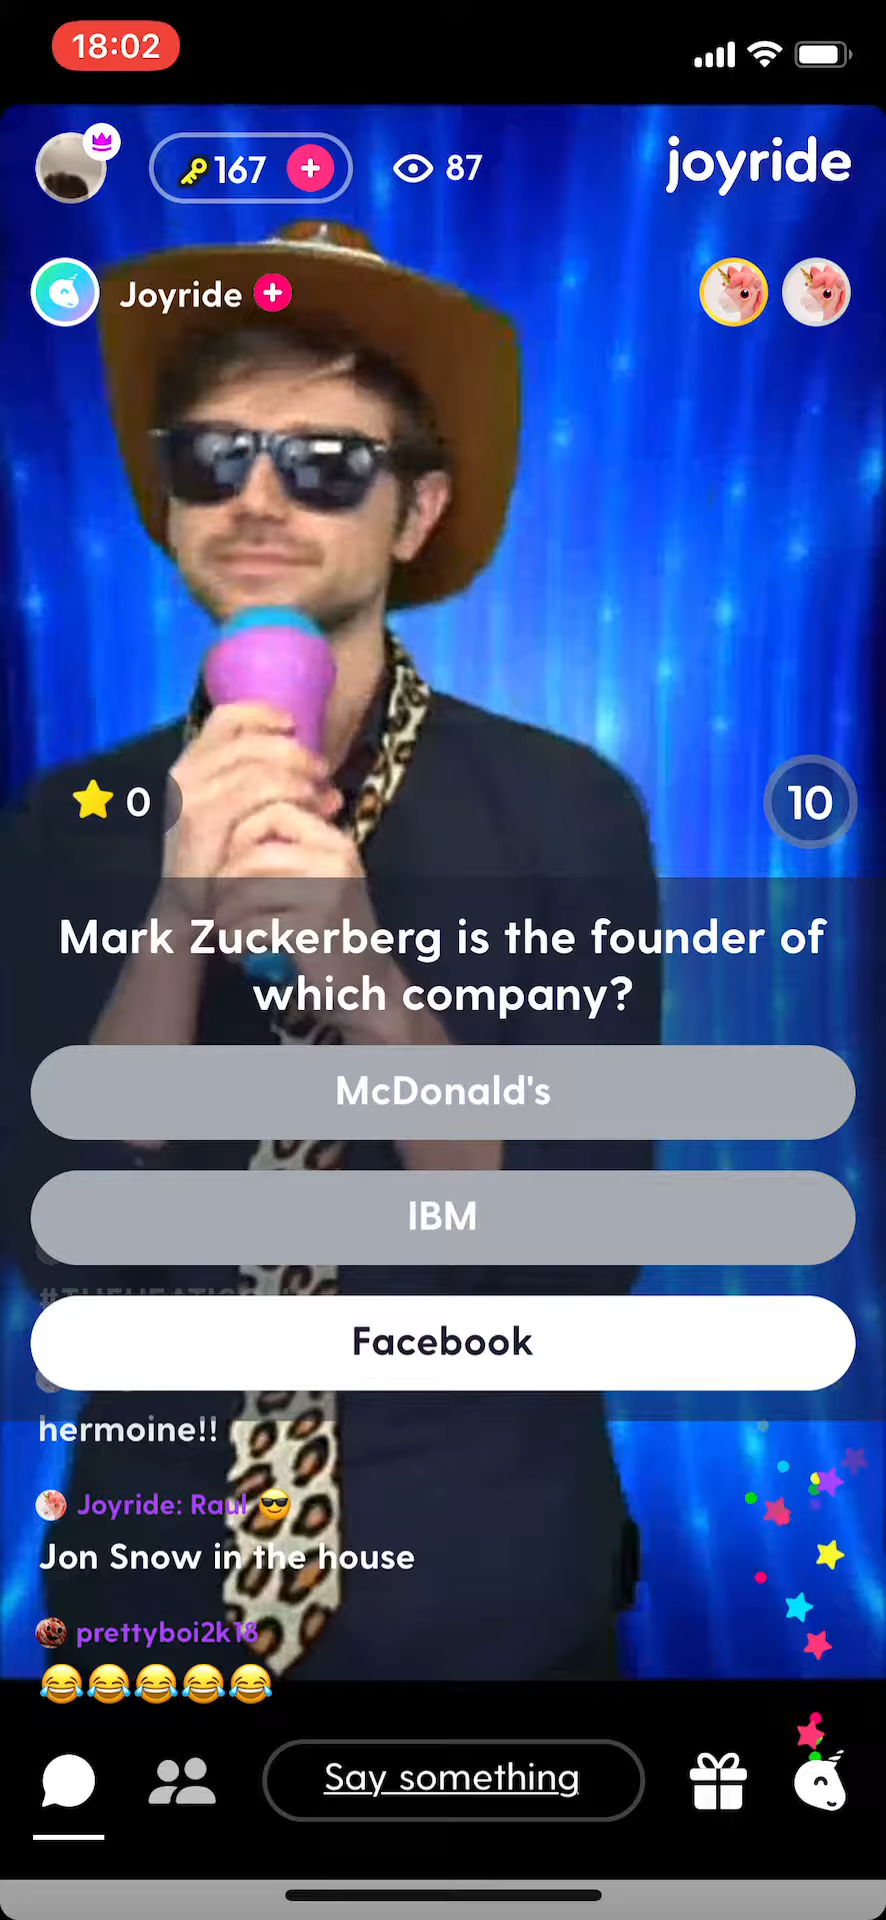 18:02
167
87
joyride
Joyride
0
10
Mark Zuckerberg is the founder of
which company?
McDonald's
IBM
Facebook
hermoine!!
Joyride: Raul 😎
Jon Snow in the house
prettyboi2k18
😂😂😂😂😂
Say something